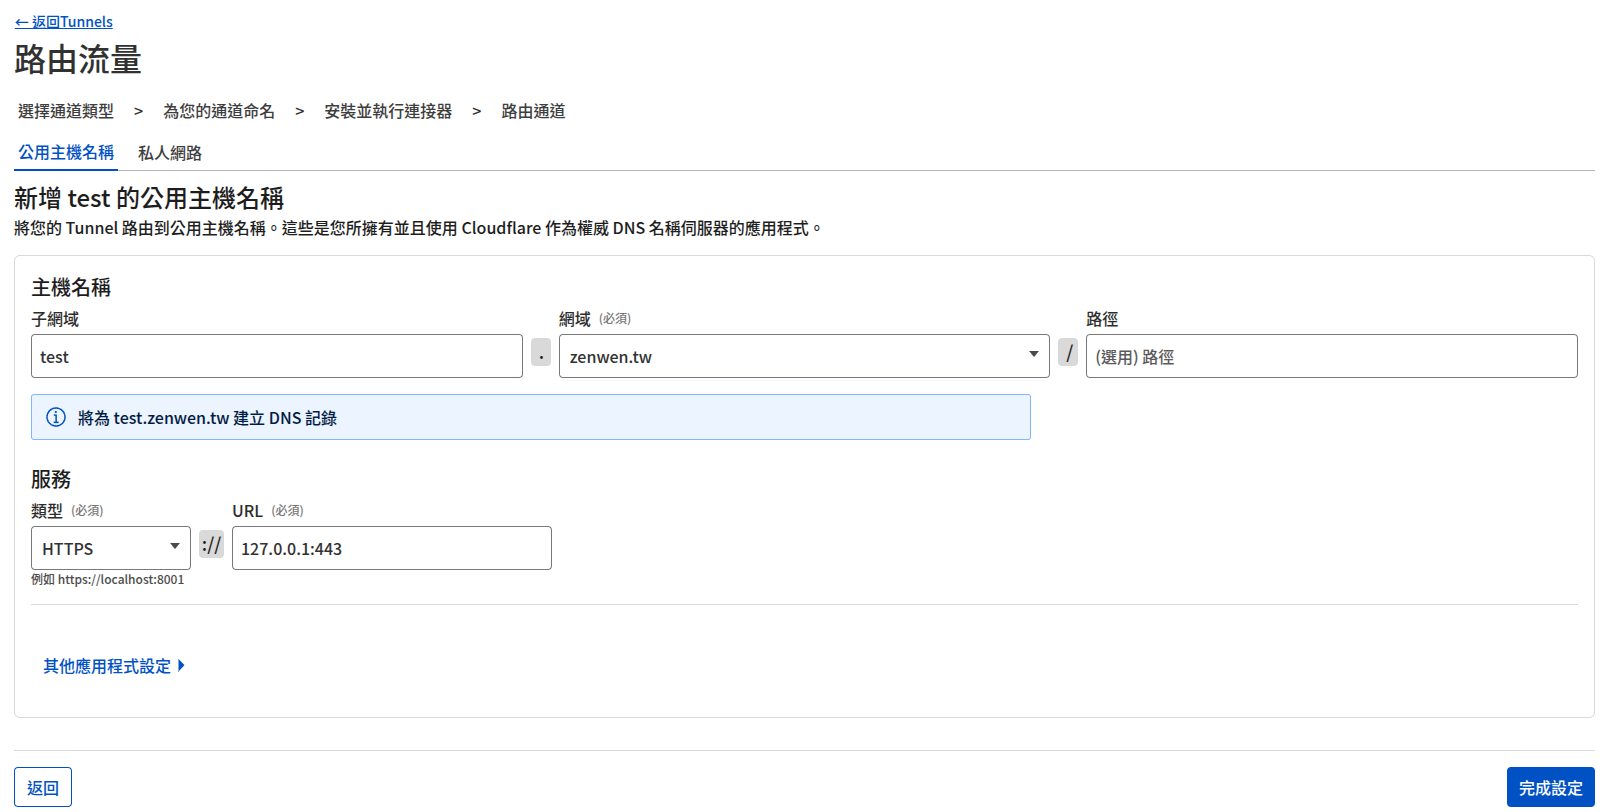 ← 返回Tunnels
路由流量
選擇通道類型 > 為您的通道命名 > 安裝並執行連接器 > 路由通道
公用主機名稱 私人網路
新增 test 的公用主機名稱
將您的 Tunnel 路由到公用主機名稱。這些是您所擁有並且使用 Cloudflare 作為權威 DNS 名稱伺服器的應用程式。
主機名稱
子網域 網域 (必須) 路徑
test . zenwen.tw / (選用) 路徑
將為 test.zenwen.tw 建立 DNS 記錄
服務
類型 (必須) URL (必須)
HTTPS :// 127.0.0.1:443
例如 https://localhost:8001
其他應用程式設定
返回 完成設定